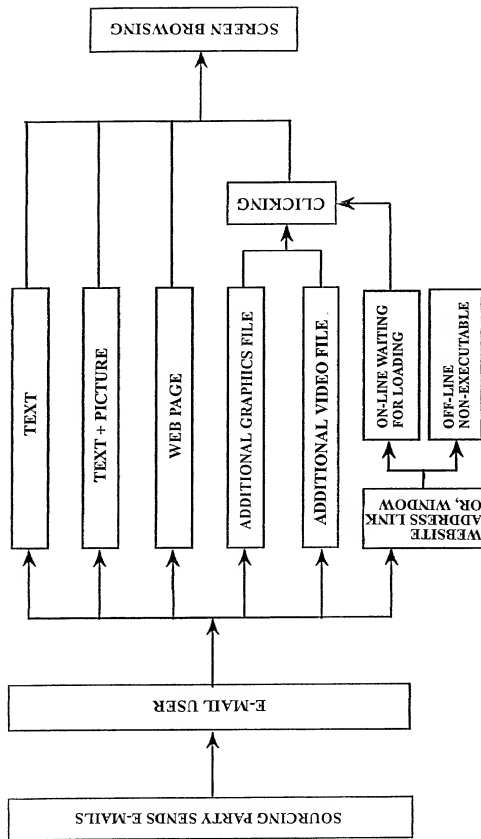 SOURCING PARTY SENDS E-MAILS
E-MAIL USER
TEXT
TEXT + PICTURE
WEB PAGE
ADDITIONAL GRAPHICS FILE
ADDITIONAL VIDEO FILE
WEBSITE
ADDRESS LINK
OR, WINDOW
ON-LINE WAITING
FOR LOADING
OFF-LINE
NON-EXECUTABLE
CLICKING
SCREEN BROWSING